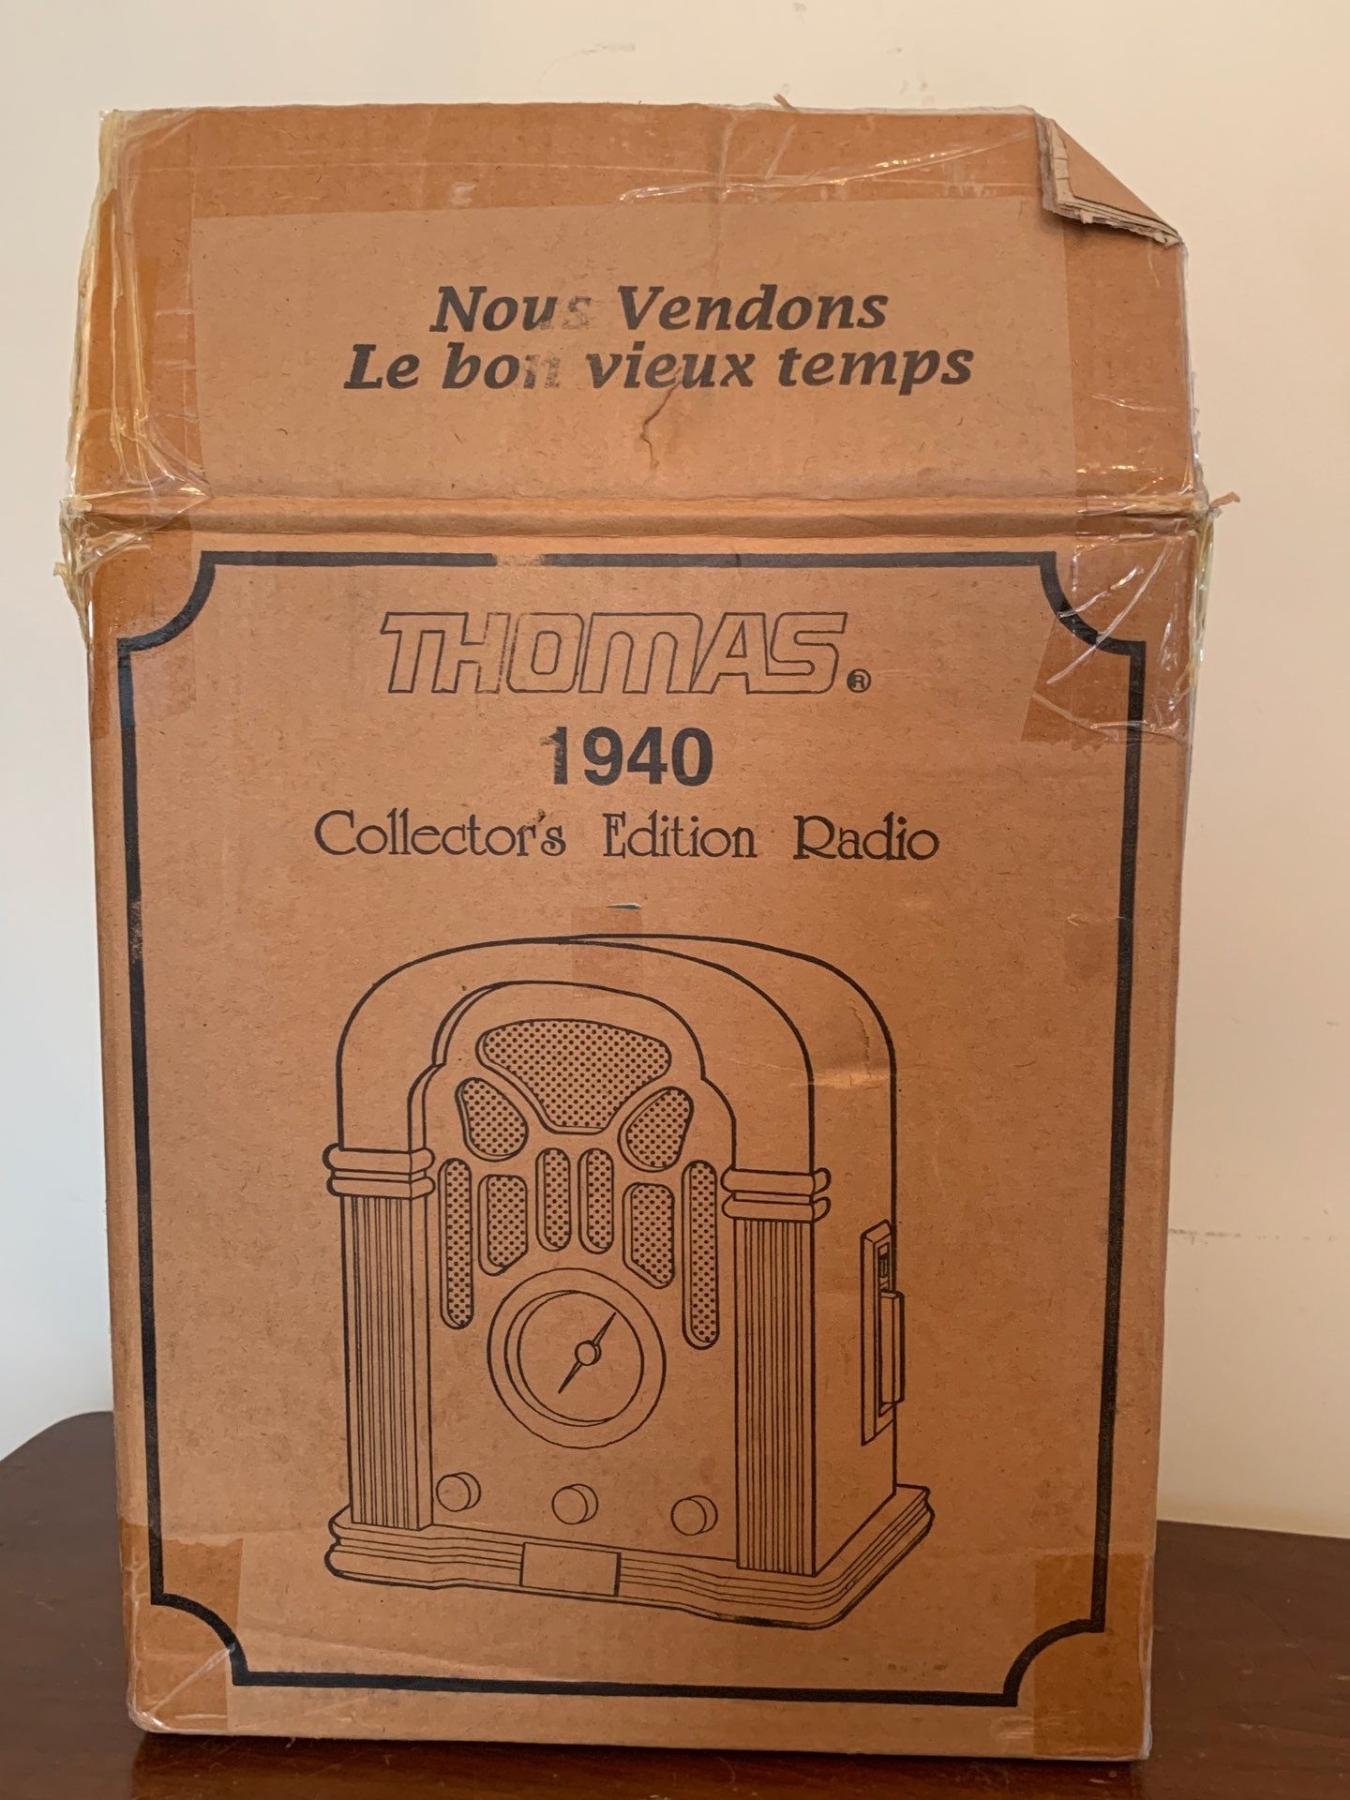 Nous Vendons
Le bon vieux temps
THOMAS®
1940
Collector's Edition Radio